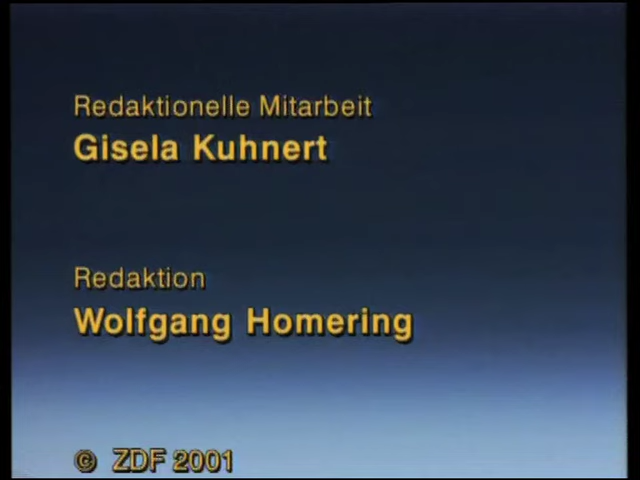 Redaktionelle Mitarbeit
Gisela Kuhnert
Redaktion
Wolfgang Homering
© ZDF 2001